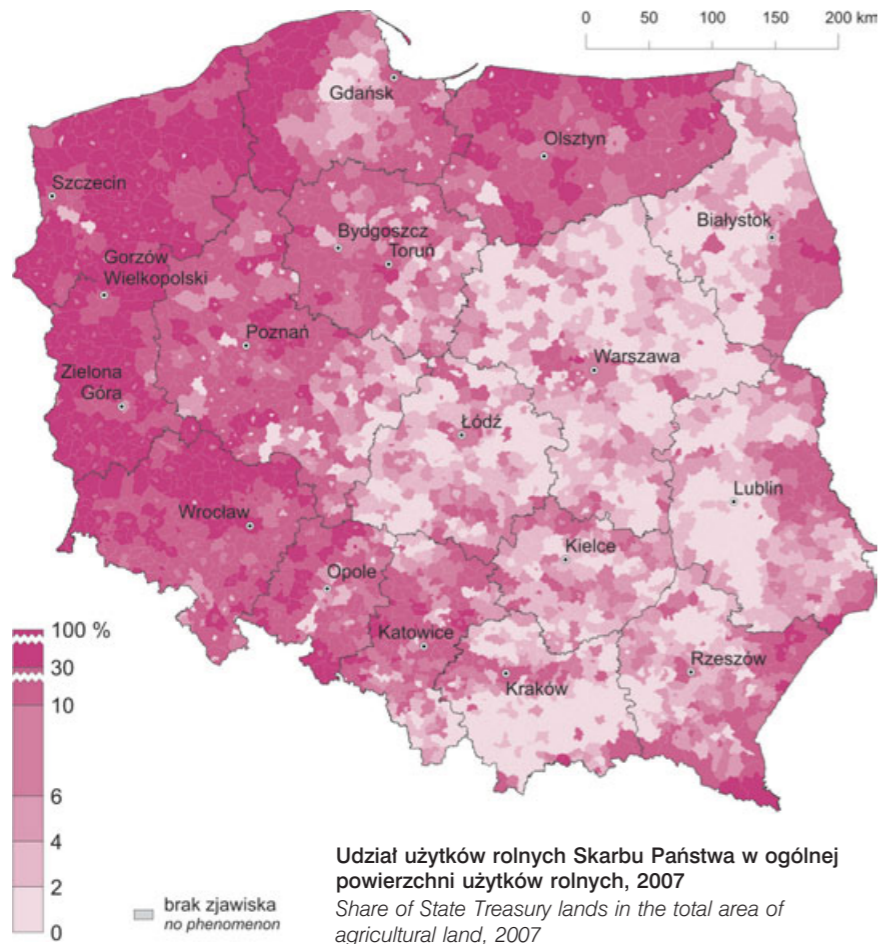 0 50 100 150 200 km
Gdańsk
Olsztyn
Szczecin
Białystok
Bydgoszcz
Toruń
Gorzów
Wielkopolski
Poznań
Warszawa
Zielona
Góra
Łódź
Lublin
Wrocław
Kielce
Opole
Katowice
Rzeszów
Kraków
100 %
30
10
6
4
2
0
brak zjawiska
no phenomenon
Udział użytków rolnych Skarbu Państwa w ogólnej
powierzchni użytków rolnych, 2007
Share of State Treasury lands in the total area of
agricultural land, 2007